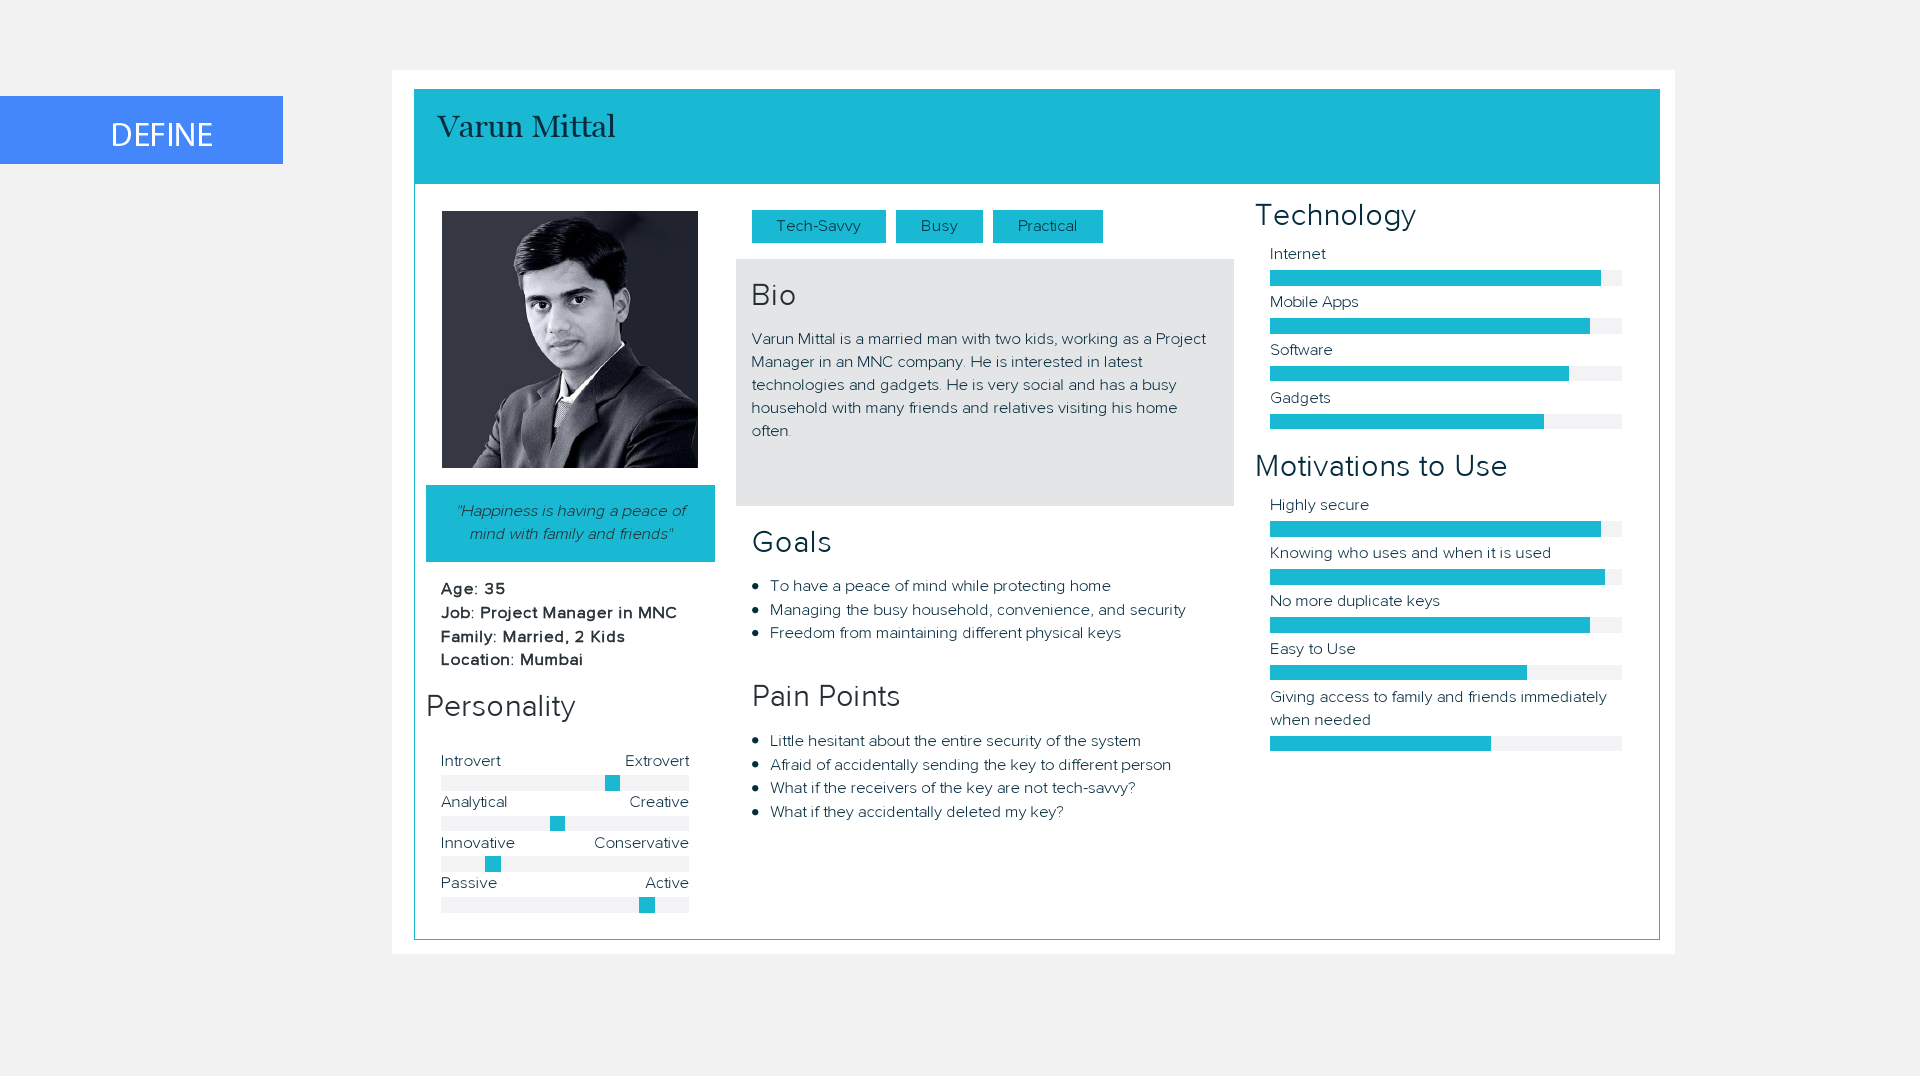 DEFINE
Varun Mittal
"Happiness is having a peace of
mind with family and friends"
Age: 35
Job: Project Manager in MNC
Family: Married, 2 Kids
Location: Mumbai
Personality
Introvert Extrovert
Analytical Creative
Innovative Conservative
Passive Active
Tech-Savvy Busy Practical
Bio
Varun Mittal is a married man with two kids, working as a Project
Manager in an MNC company. He is interested in latest
technologies and gadgets. He is very social and has a busy
household with many friends and relatives visiting his home
often.
Goals
• To have a peace of mind while protecting home
• Managing the busy household, convenience, and security
• Freedom from maintaining different physical keys
Pain Points
• Little hesitant about the entire security of the system
• Afraid of accidentally sending the key to different person
• What if the receivers of the key are not tech-savvy?
• What if they accidentally deleted my key?
Technology
Internet
Mobile Apps
Software
Gadgets
Motivations to Use
Highly secure
Knowing who uses and when it is used
No more duplicate keys
Easy to Use
Giving access to family and friends immediately
when needed